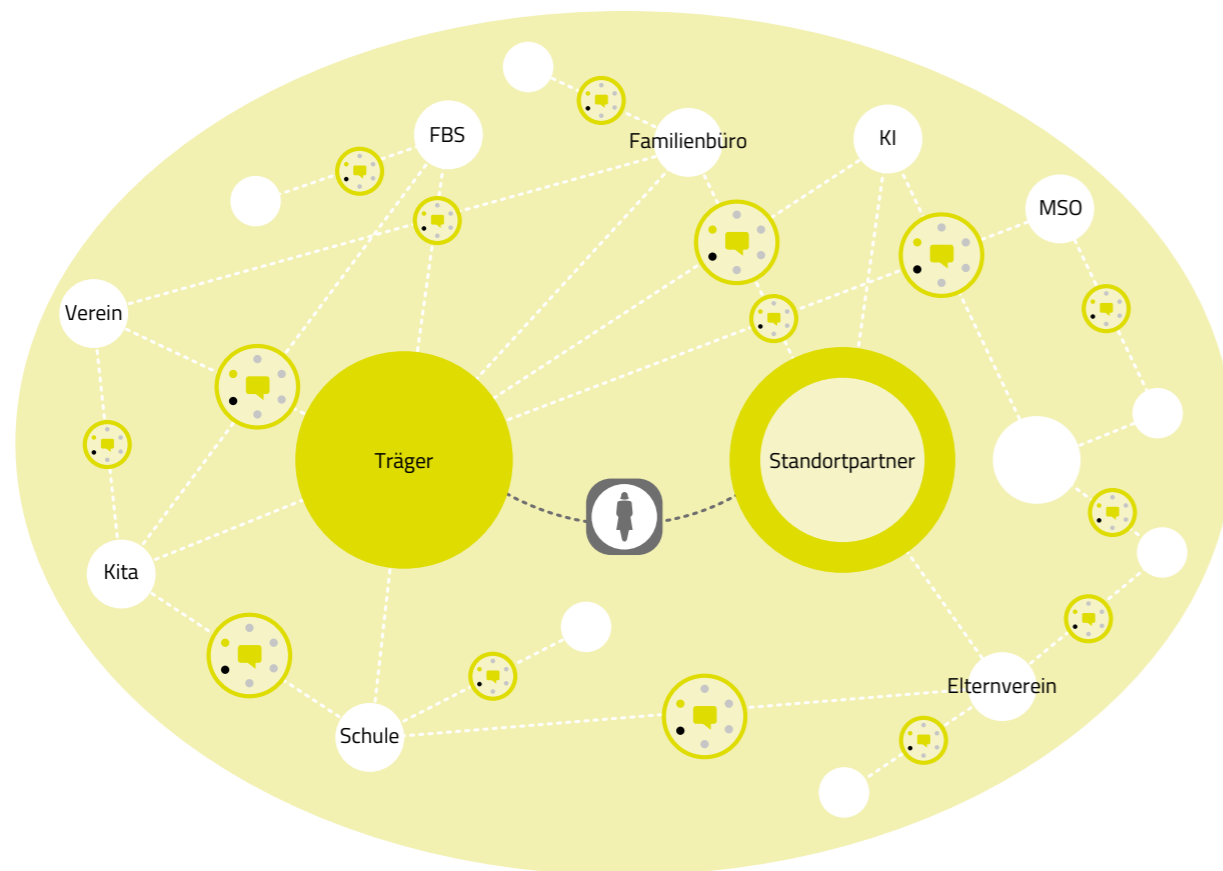 FBS
Familienbüro
KI
MSO
Verein
Träger
Standortpartner
Kita
Elternverein
Schule